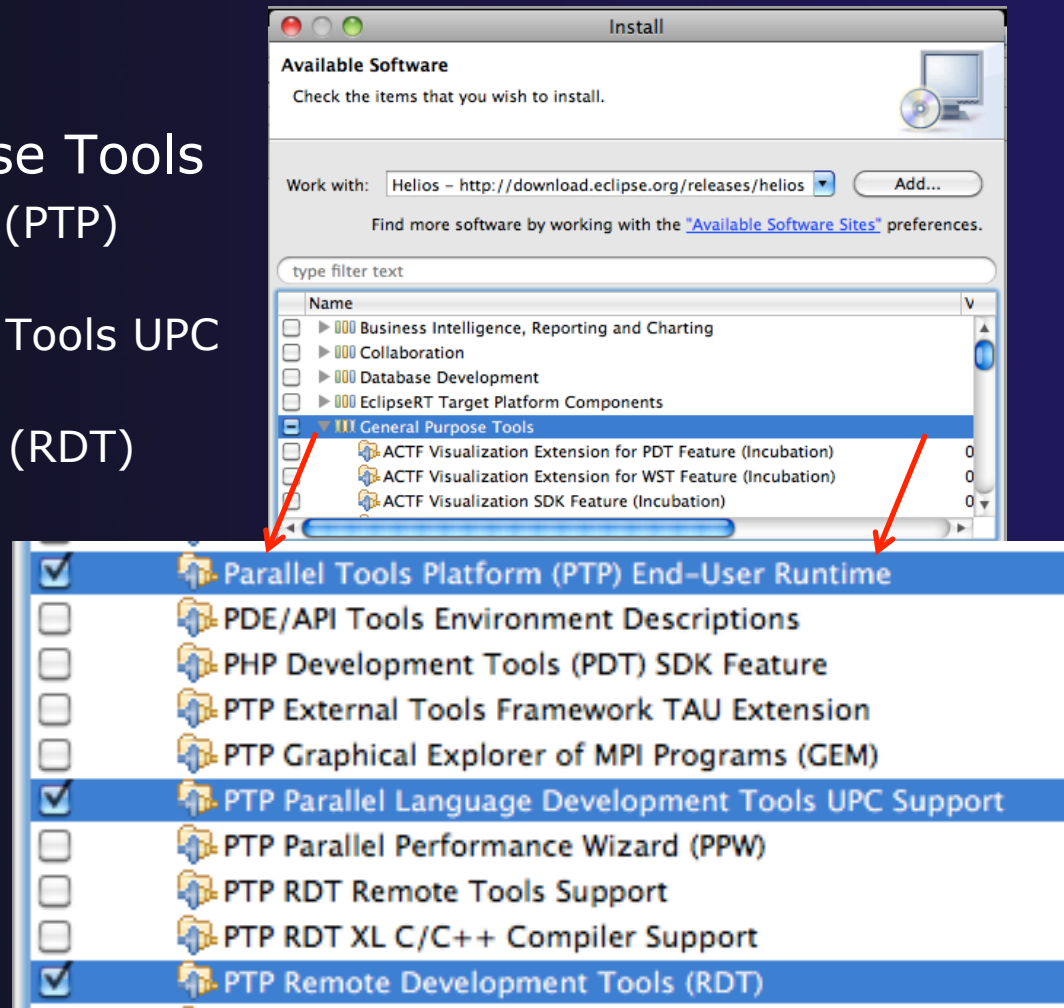 se Tools
(PTP)
Tools UPC
(RDT)
Install
Available Software
Check the items that you wish to install.
Work with: Helios – http://download.eclipse.org/releases/helios Add...
Find more software by working with the "Available Software Sites" preferences.
type filter text
Name V
Business Intelligence, Reporting and Charting
Collaboration
Database Development
EclipseRT Target Platform Components
General Purpose Tools
ACTF Visualization Extension for PDT Feature (Incubation) 0
ACTF Visualization Extension for WST Feature (Incubation) 0
ACTF Visualization SDK Feature (Incubation) 0
Parallel Tools Platform (PTP) End-User Runtime
PDE/API Tools Environment Descriptions
PHP Development Tools (PDT) SDK Feature
PTP External Tools Framework TAU Extension
PTP Graphical Explorer of MPI Programs (GEM)
PTP Parallel Language Development Tools UPC Support
PTP Parallel Performance Wizard (PPW)
PTP RDT Remote Tools Support
PTP RDT XL C/C++ Compiler Support
PTP Remote Development Tools (RDT)